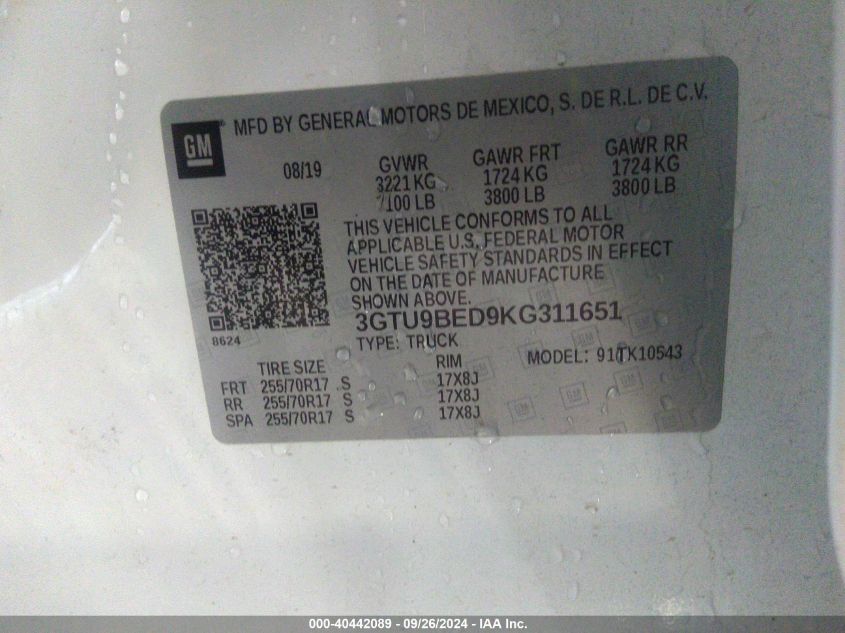 GM
MFD BY GENERAL MOTORS DE MEXICO, S. DE R.L. DE C.V.
08/19 GVWR GAWR FRT GAWR RR
3221 KG 1724 KG 1724 KG
7100 LB 3800 LB 3800 LB
THIS VEHICLE CONFORMS TO ALL
APPLICABLE U.S. FEDERAL MOTOR
VEHICLE SAFETY STANDARDS IN EFFECT
ON THE DATE OF MANUFACTURE
SHOWN ABOVE.
3GTU9BED9KG311651
8624
TYPE: TRUCK MODEL: 910TK10543
TIRE SIZE RIM
FRT 255/70R17 S 17X8J
RR 255/70R17 S 17X8J
SPA 255/70R17 S 17X8J
000-40442089 - 09/26/2024 - IAA Inc.